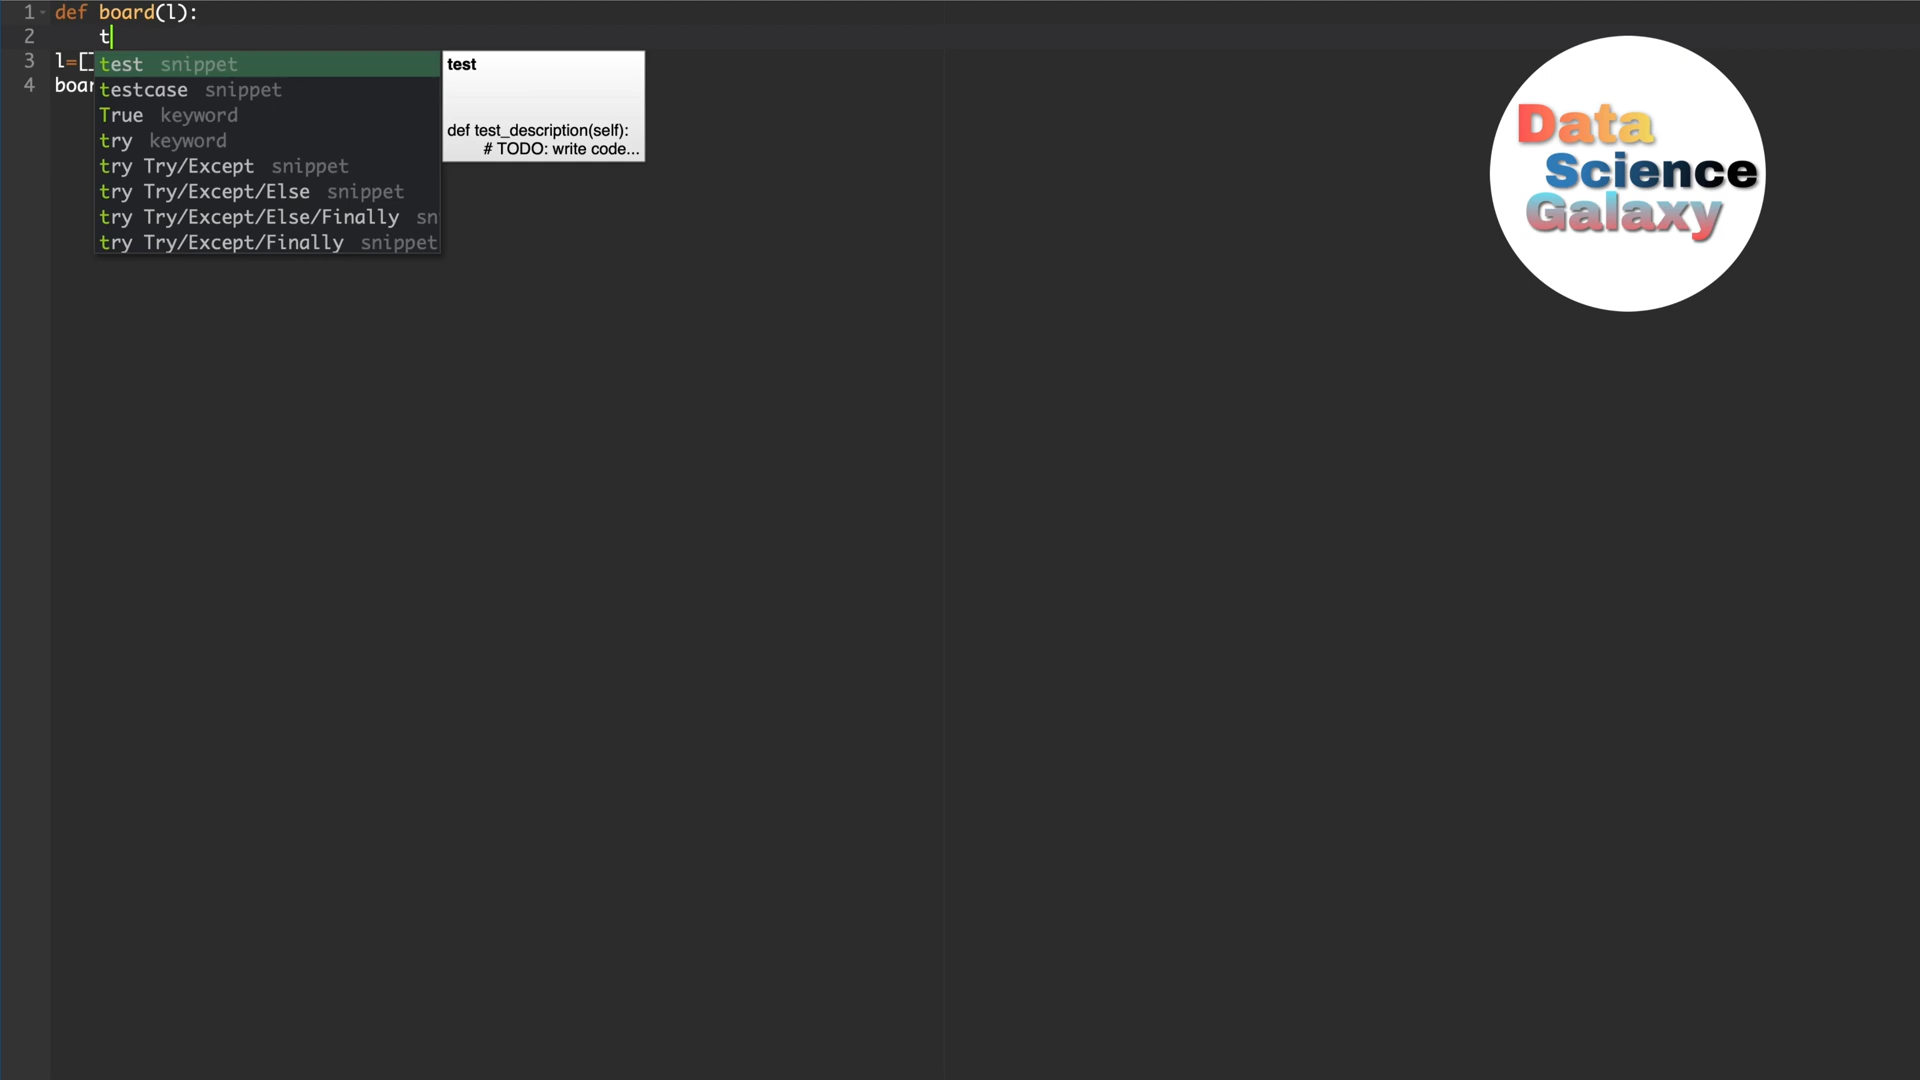 1 def board(l):
2 t
3 l=[]
4 boar
test snippet
testcase snippet
True keyword
try keyword
try Try/Except snippet
try Try/Except/Else snippet
try Try/Except/Else/Finally sn
try Try/Except/Finally snippet
test
def test_description(self):
# TODO: write code...
Data
Science
Galaxy